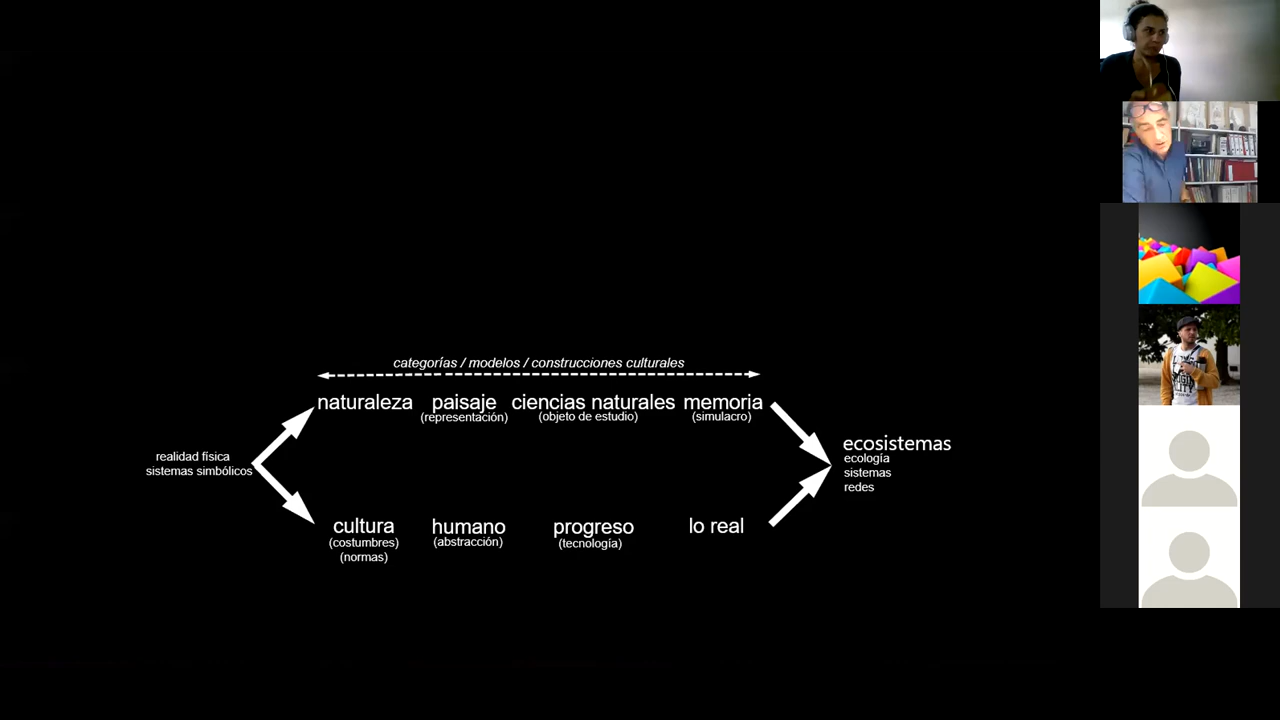 categorías / modelos / construcciones culturales
naturaleza paisaje ciencias naturales memoria
(representación) (objeto de estudio) (simulacro)
realidad física
sistemas simbólicos
ecosistemas
ecología
sistemas
redes
cultura humano progreso lo real
(costumbres) (abstracción) (tecnología)
(normas)